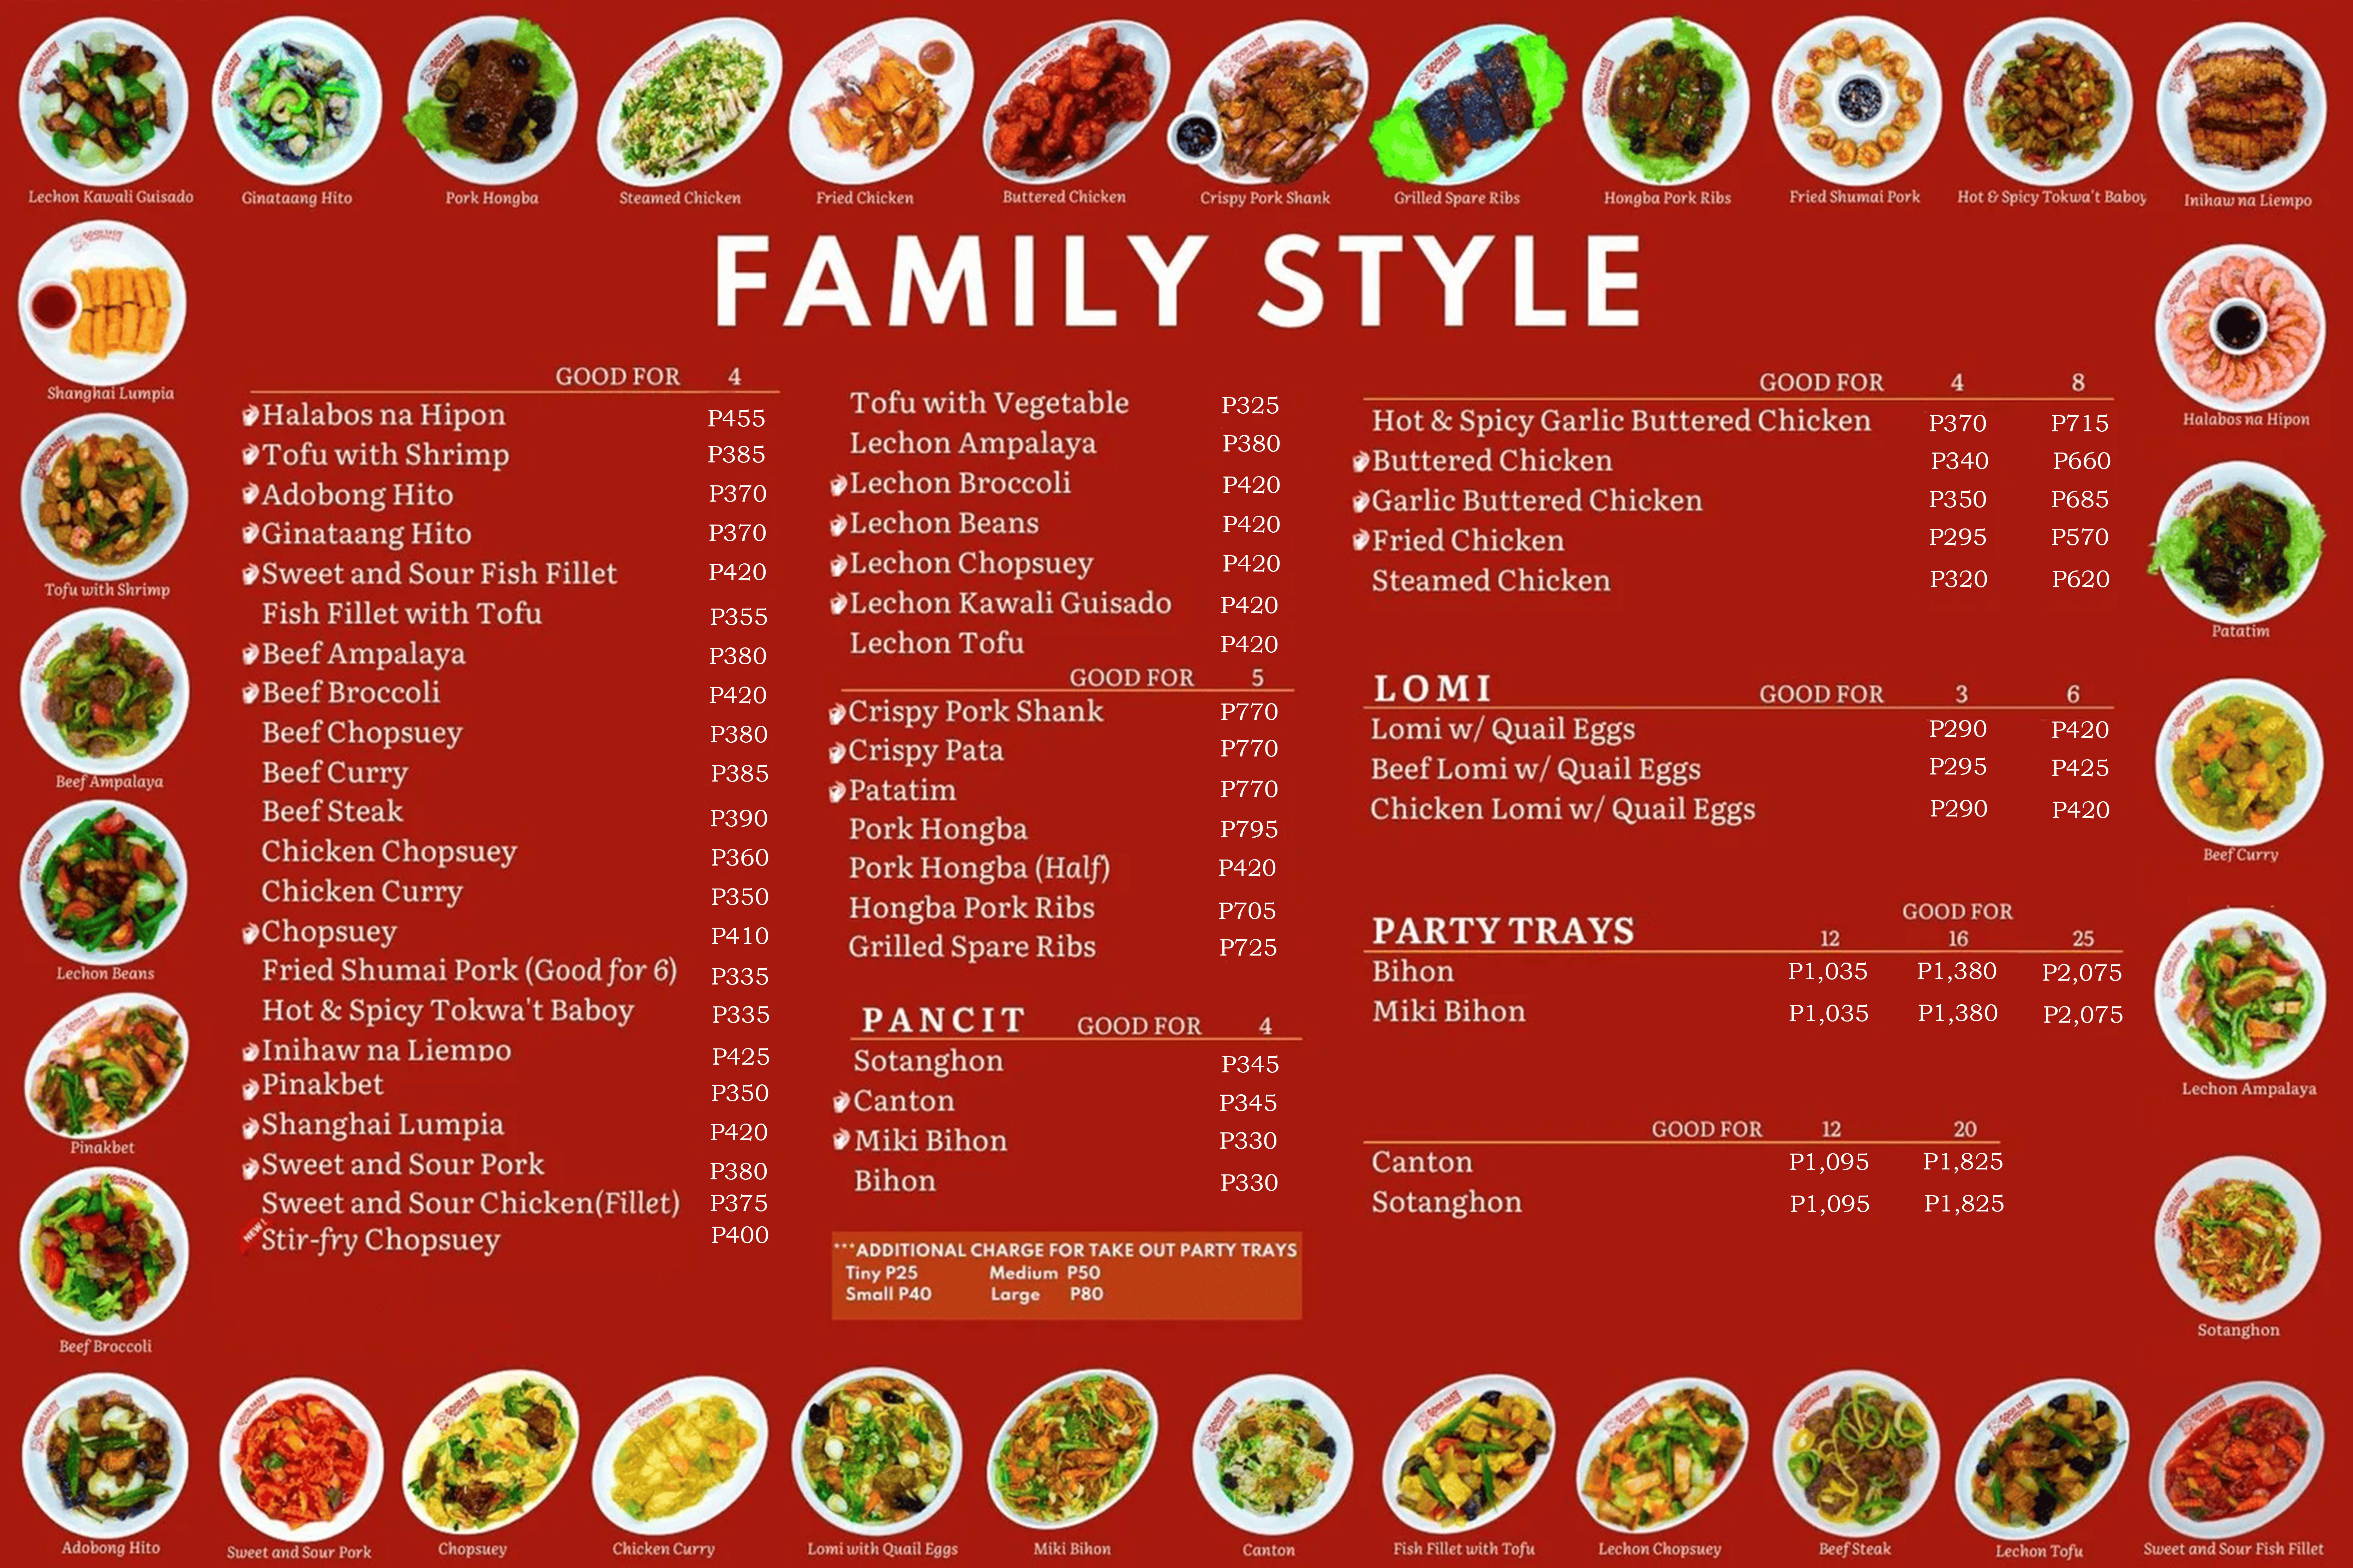 Lechon Kawali Guisado
Ginataang Hito
Pork Hongba
Steamed Chicken
Fried Chicken
Buttered Chicken
Crispy Pork Shank
Grilled Spare Ribs
Hongba Pork Ribs
Fried Shumai Pork
Hot & Spicy Tokwa't Baboy
Inihaw na Liempo
FAMILY STYLE
Shanghai Lumpia
Tofu with Shrimp
Beef Ampalaya
Lechon Beans
Pinakbet
Beef Broccoli
GOOD FOR 4
Halabos na Hipon P455
Tofu with Shrimp P385
Adobong Hito P370
Ginataang Hito P370
Sweet and Sour Fish Fillet P420
Fish Fillet with Tofu P355
Beef Ampalaya P380
Beef Broccoli P420
Beef Chopsuey P380
Beef Curry P385
Beef Steak P390
Chicken Chopsuey P360
Chicken Curry P350
Chopsuey P410
Fried Shumai Pork (Good for 6) P335
Hot & Spicy Tokwa't Baboy P335
Inihaw na Liempo P425
Pinakbet P350
Shanghai Lumpia P420
Sweet and Sour Pork P380
Sweet and Sour Chicken(Fillet) P375
NEW! Stir-fry Chopsuey P400
Tofu with Vegetable P325
Lechon Ampalaya P380
Lechon Broccoli P420
Lechon Beans P420
Lechon Chopsuey P420
Lechon Kawali Guisado P420
Lechon Tofu P420
GOOD FOR 5
Crispy Pork Shank P770
Crispy Pata P770
Patatim P770
Pork Hongba P795
Pork Hongba (Half) P420
Hongba Pork Ribs P705
Grilled Spare Ribs P725
PANCIT GOOD FOR 4
Sotanghon P345
Canton P345
Miki Bihon P330
Bihon P330
***ADDITIONAL CHARGE FOR TAKE OUT PARTY TRAYS
Tiny P25 Medium P50
Small P40 Large P80
GOOD FOR 4 8
Hot & Spicy Garlic Buttered Chicken P370 P715
Buttered Chicken P340 P660
Garlic Buttered Chicken P350 P685
Fried Chicken P295 P570
Steamed Chicken P320 P620
LOMI GOOD FOR 3 6
Lomi w/ Quail Eggs P290 P420
Beef Lomi w/ Quail Eggs P295 P425
Chicken Lomi w/ Quail Eggs P290 P420
GOOD FOR
PARTY TRAYS 12 16 25
Bihon P1,035 P1,380 P2,075
Miki Bihon P1,035 P1,380 P2,075
GOOD FOR 12 20
Canton P1,095 P1,825
Sotanghon P1,095 P1,825
Halabos na Hipon
Patatim
Beef Curry
Lechon Ampalaya
Sotanghon
Adobong Hito
Sweet and Sour Pork
Chopsuey
Chicken Curry
Lomi with Quail Eggs
Miki Bihon
Canton
Fish Fillet with Tofu
Lechon Chopsuey
Beef Steak
Lechon Tofu
Sweet and Sour Fish Fillet